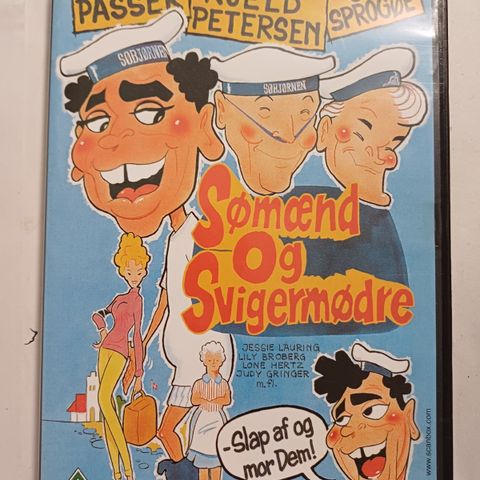 PASSER
KJELD
PETERSEN
SPROGØE
SØBJØRNEN
SØBJØRNEN
Sømænd
og
Svigermødre
JESSIE LAURING
LILY BROBERG
LONE HERTZ
JUDY GRINGER
m.fl.
-Slap af og
mor Dem!
www.scanbox.com